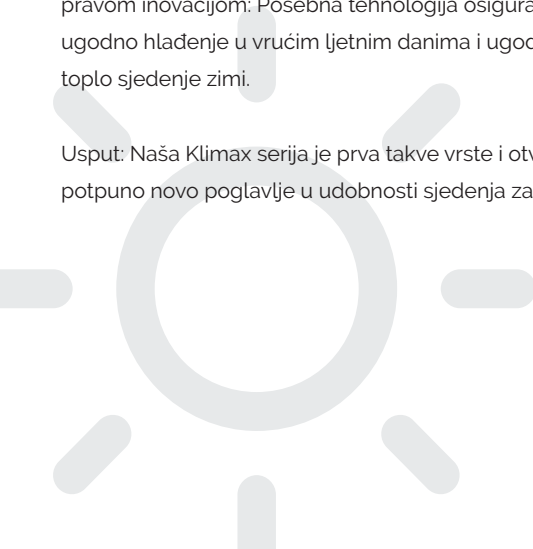 pravom inovacijom: Posebna tehnologija osigura
ugodno hlađenje u vrućim ljetnim danima i ugod
toplo sjedenje zimi.
Usput: Naša Klimax serija je prva takve vrste i otv
potpuno novo poglavlje u udobnosti sjedenja za